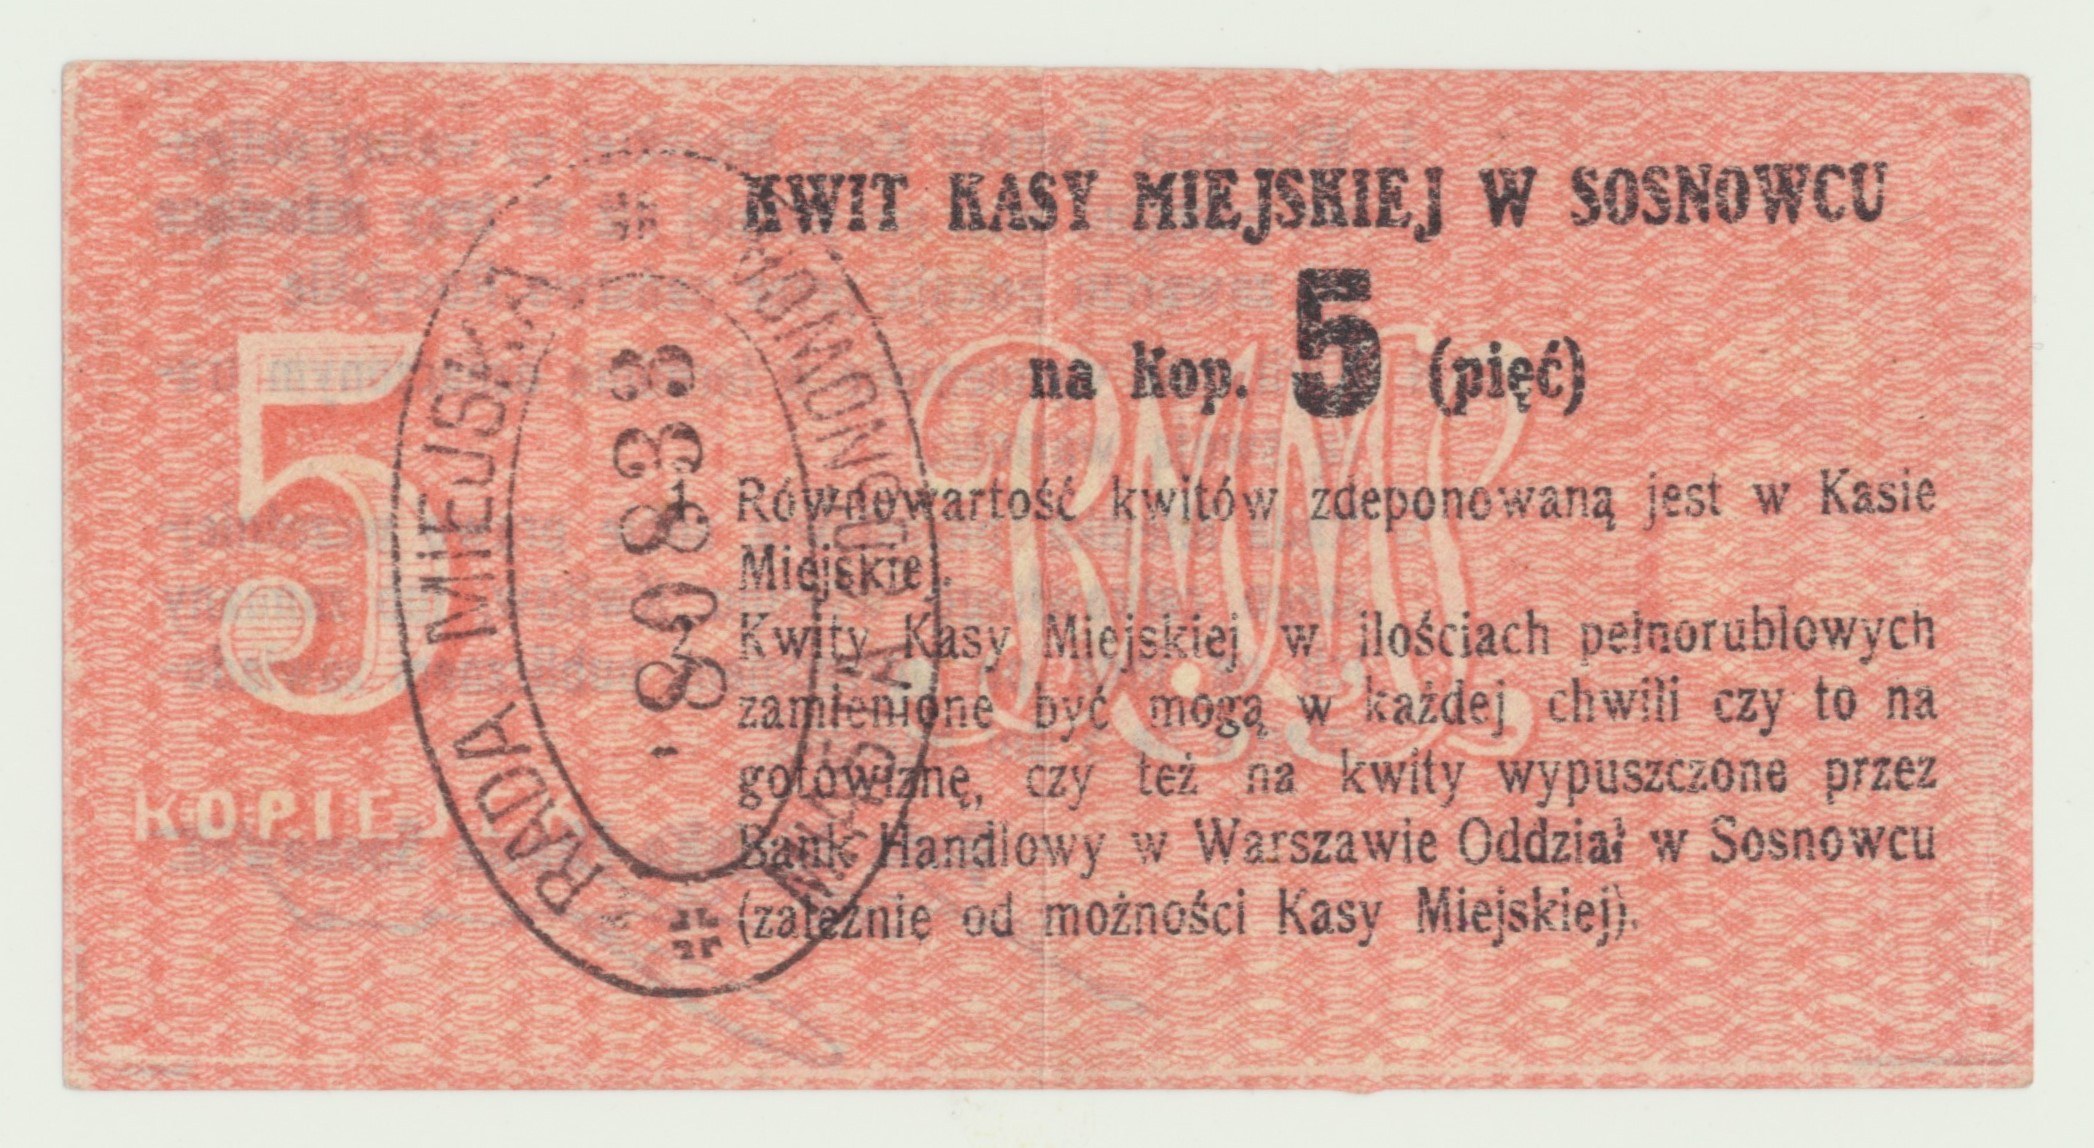 KWIT KASY MIEJSKIEJ W SOSNOWCU
na kop. 5 (pięć)
Równowartość kwitów zdeponowaną jest w Kasie
Miejskiej.
Kwity Kasy Miejskiej w ilościach pełnorublowych
zamienione być mogą w każdej chwili czy to na
gotowiznę, czy też na kwity wypuszczone przez
Bank Handlowy w Warszawie Oddział w Sosnowcu
(zależnie od możności Kasy Miejskiej).
5
KOPIEJEK
RADA MIEJSKA